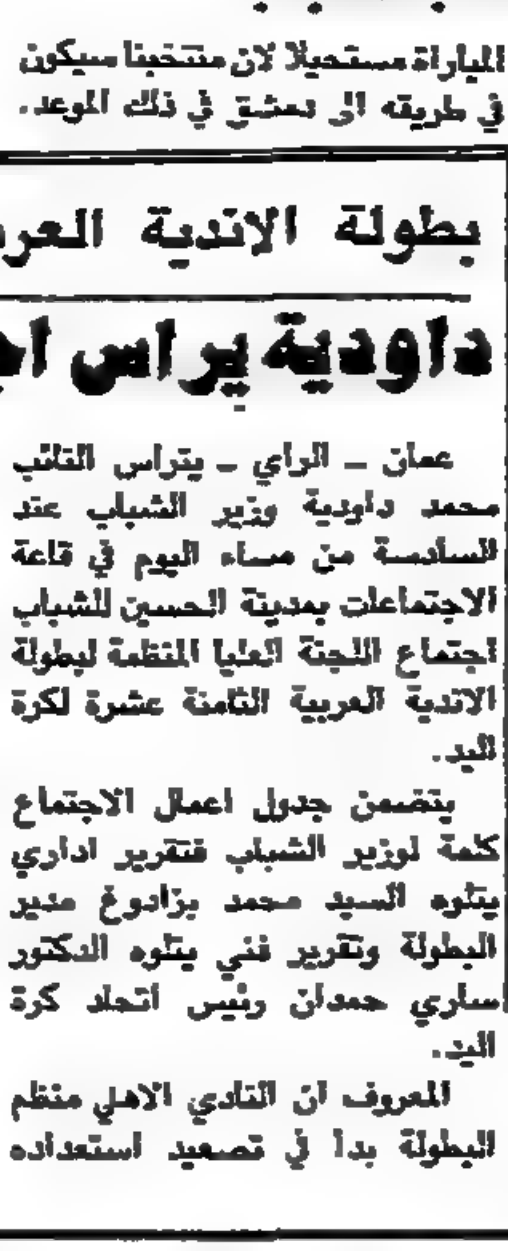 المباراة مستحيلا لان منتخبنا سيكون
في طريقه الى دمشق في ذلك الموعد.
بطولة الاندية العر
داودية يراس اج
عمان ــ الراي ــ يتراس النائب
محمد داودية وزير الشباب عند
السادسة من مساء اليوم في قاعة
الاجتماعات بمدينة الحسين للشباب
اجتماع اللجنة العليا المنظمة لبطولة
الاندية العربية الثامنة عشرة لكرة
اليد.
يتضمن جدول اعمال الاجتماع
كلمة لوزير الشباب فتقرير اداري
يتلوه السيد محمد بزادوغ مدير
البطولة وتقرير فني يتلوه الدكتور
ساري حمدان رئيس اتحاد كرة
اليد.
المعروف ان النادي الاهلي منظم
البطولة بدأ في تصعيد استعداده